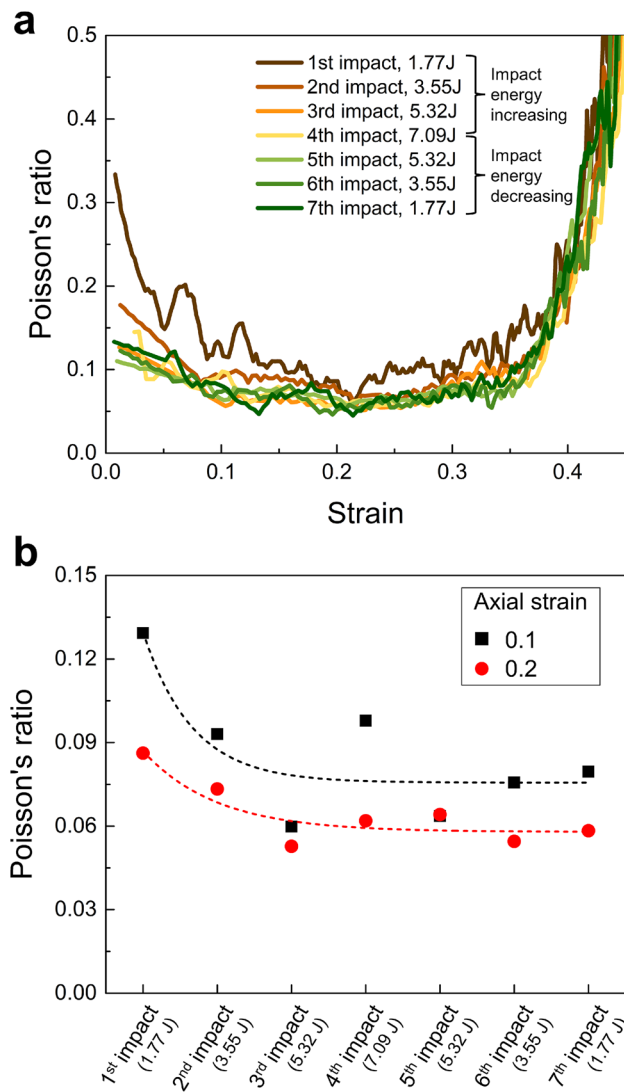 a
0.5
0.4
0.3
0.2
0.1
0.0
Poisson's ratio
1st impact, 1.77J
2nd impact, 3.55J
3rd impact, 5.32J
4th impact, 7.09J
5th impact, 5.32J
6th impact, 3.55J
7th impact, 1.77J
Impact
energy
increasing
Impact
energy
decreasing
0.0 0.1 0.2 0.3 0.4
Strain
b
0.15
0.12
0.09
0.06
0.03
0.00
Poisson's ratio
Axial strain
0.1
0.2
1st impact
(1.77 J)
2nd impact
(3.55 J)
3rd impact
(5.32 J)
4th impact
(7.09 J)
5th impact
(5.32 J)
6th impact
(3.55 J)
7th impact
(1.77 J)